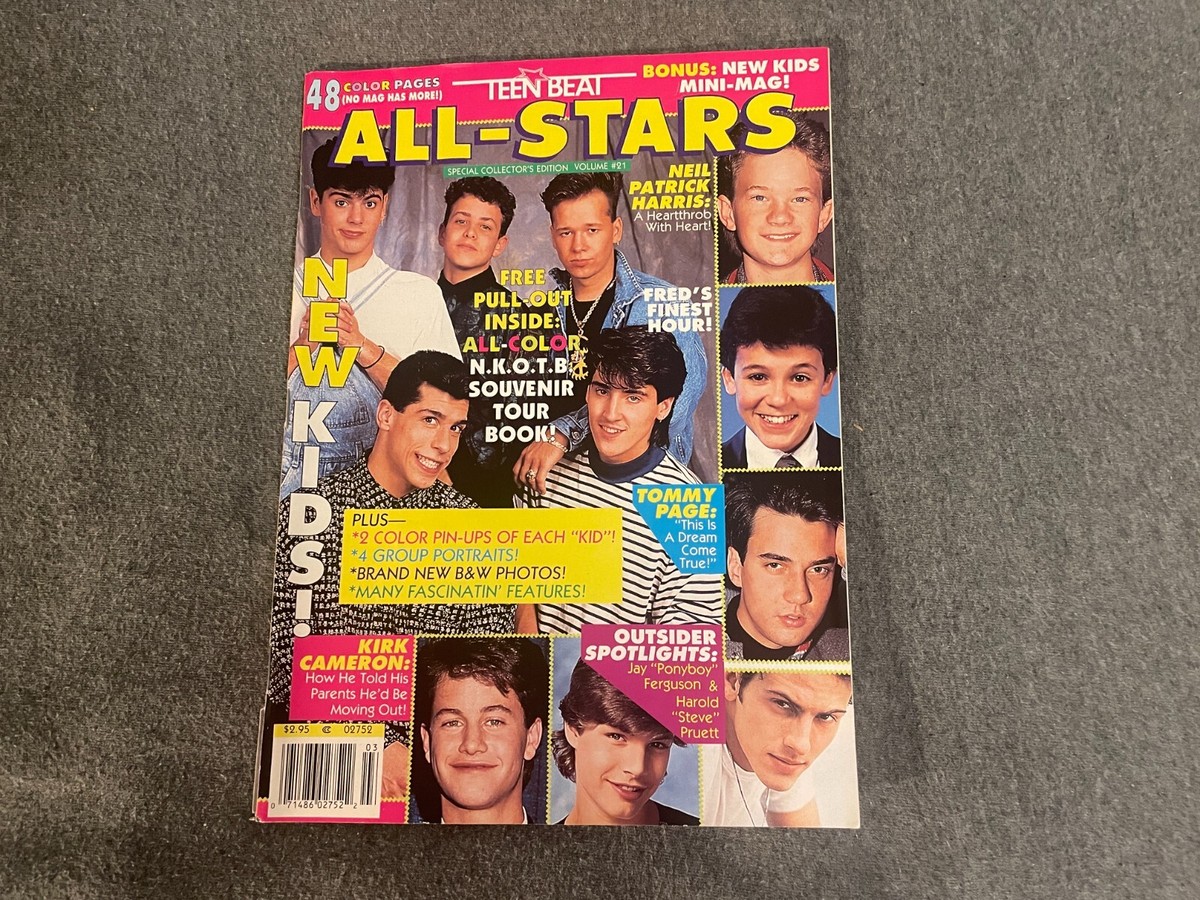 48 COLOR PAGES
(NO MAG HAS MORE!)
TEEN BEAT
BONUS: NEW KIDS
MINI-MAG!
ALL-STARS
SPECIAL COLLECTOR'S EDITION VOLUME #21
NEIL
PATRICK
HARRIS:
A Heartthrob
With Heart!
NEW KIDS!
FREE
PULL-OUT
INSIDE:
ALL-COLOR
N.K.O.T.B.
SOUVENIR
TOUR
BOOK!
FRED'S
FINEST
HOUR!
TOMMY
PAGE:
"This Is
A Dream
Come
True!"
PLUS—
*2 COLOR PIN-UPS OF EACH "KID"!
*4 GROUP PORTRAITS!
*BRAND NEW B&W PHOTOS!
*MANY FASCINATIN' FEATURES!
KIRK
CAMERON:
How He Told His
Parents He'd Be
Moving Out!
OUTSIDER
SPOTLIGHTS:
Jay "Ponyboy"
Ferguson &
Harold
"Steve"
Pruett
$2.95 02752
03
0 71486 02752 2